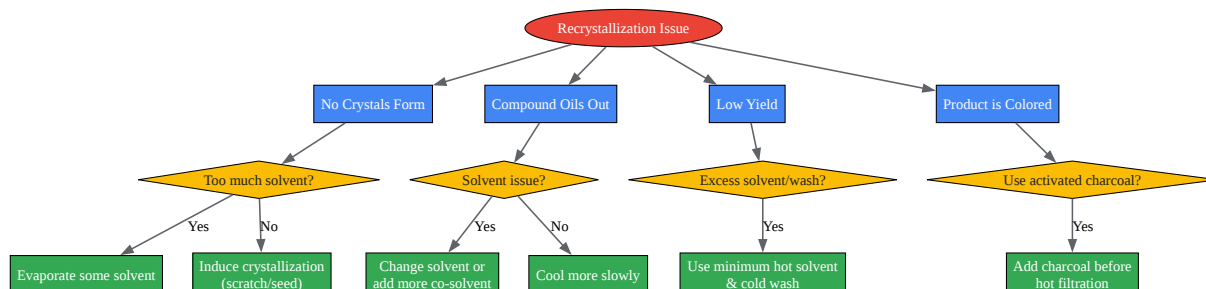 Recrystallization Issue
No Crystals Form
Compound Oils Out
Low Yield
Product is Colored
Too much solvent?
Solvent issue?
Excess solvent/wash?
Use activated charcoal?
Yes
No
Yes
No
Yes
Yes
Evaporate some solvent
Induce crystallization
(scratch/seed)
Change solvent or
add more co-solvent
Cool more slowly
Use minimum hot solvent
& cold wash
Add charcoal before
hot filtration